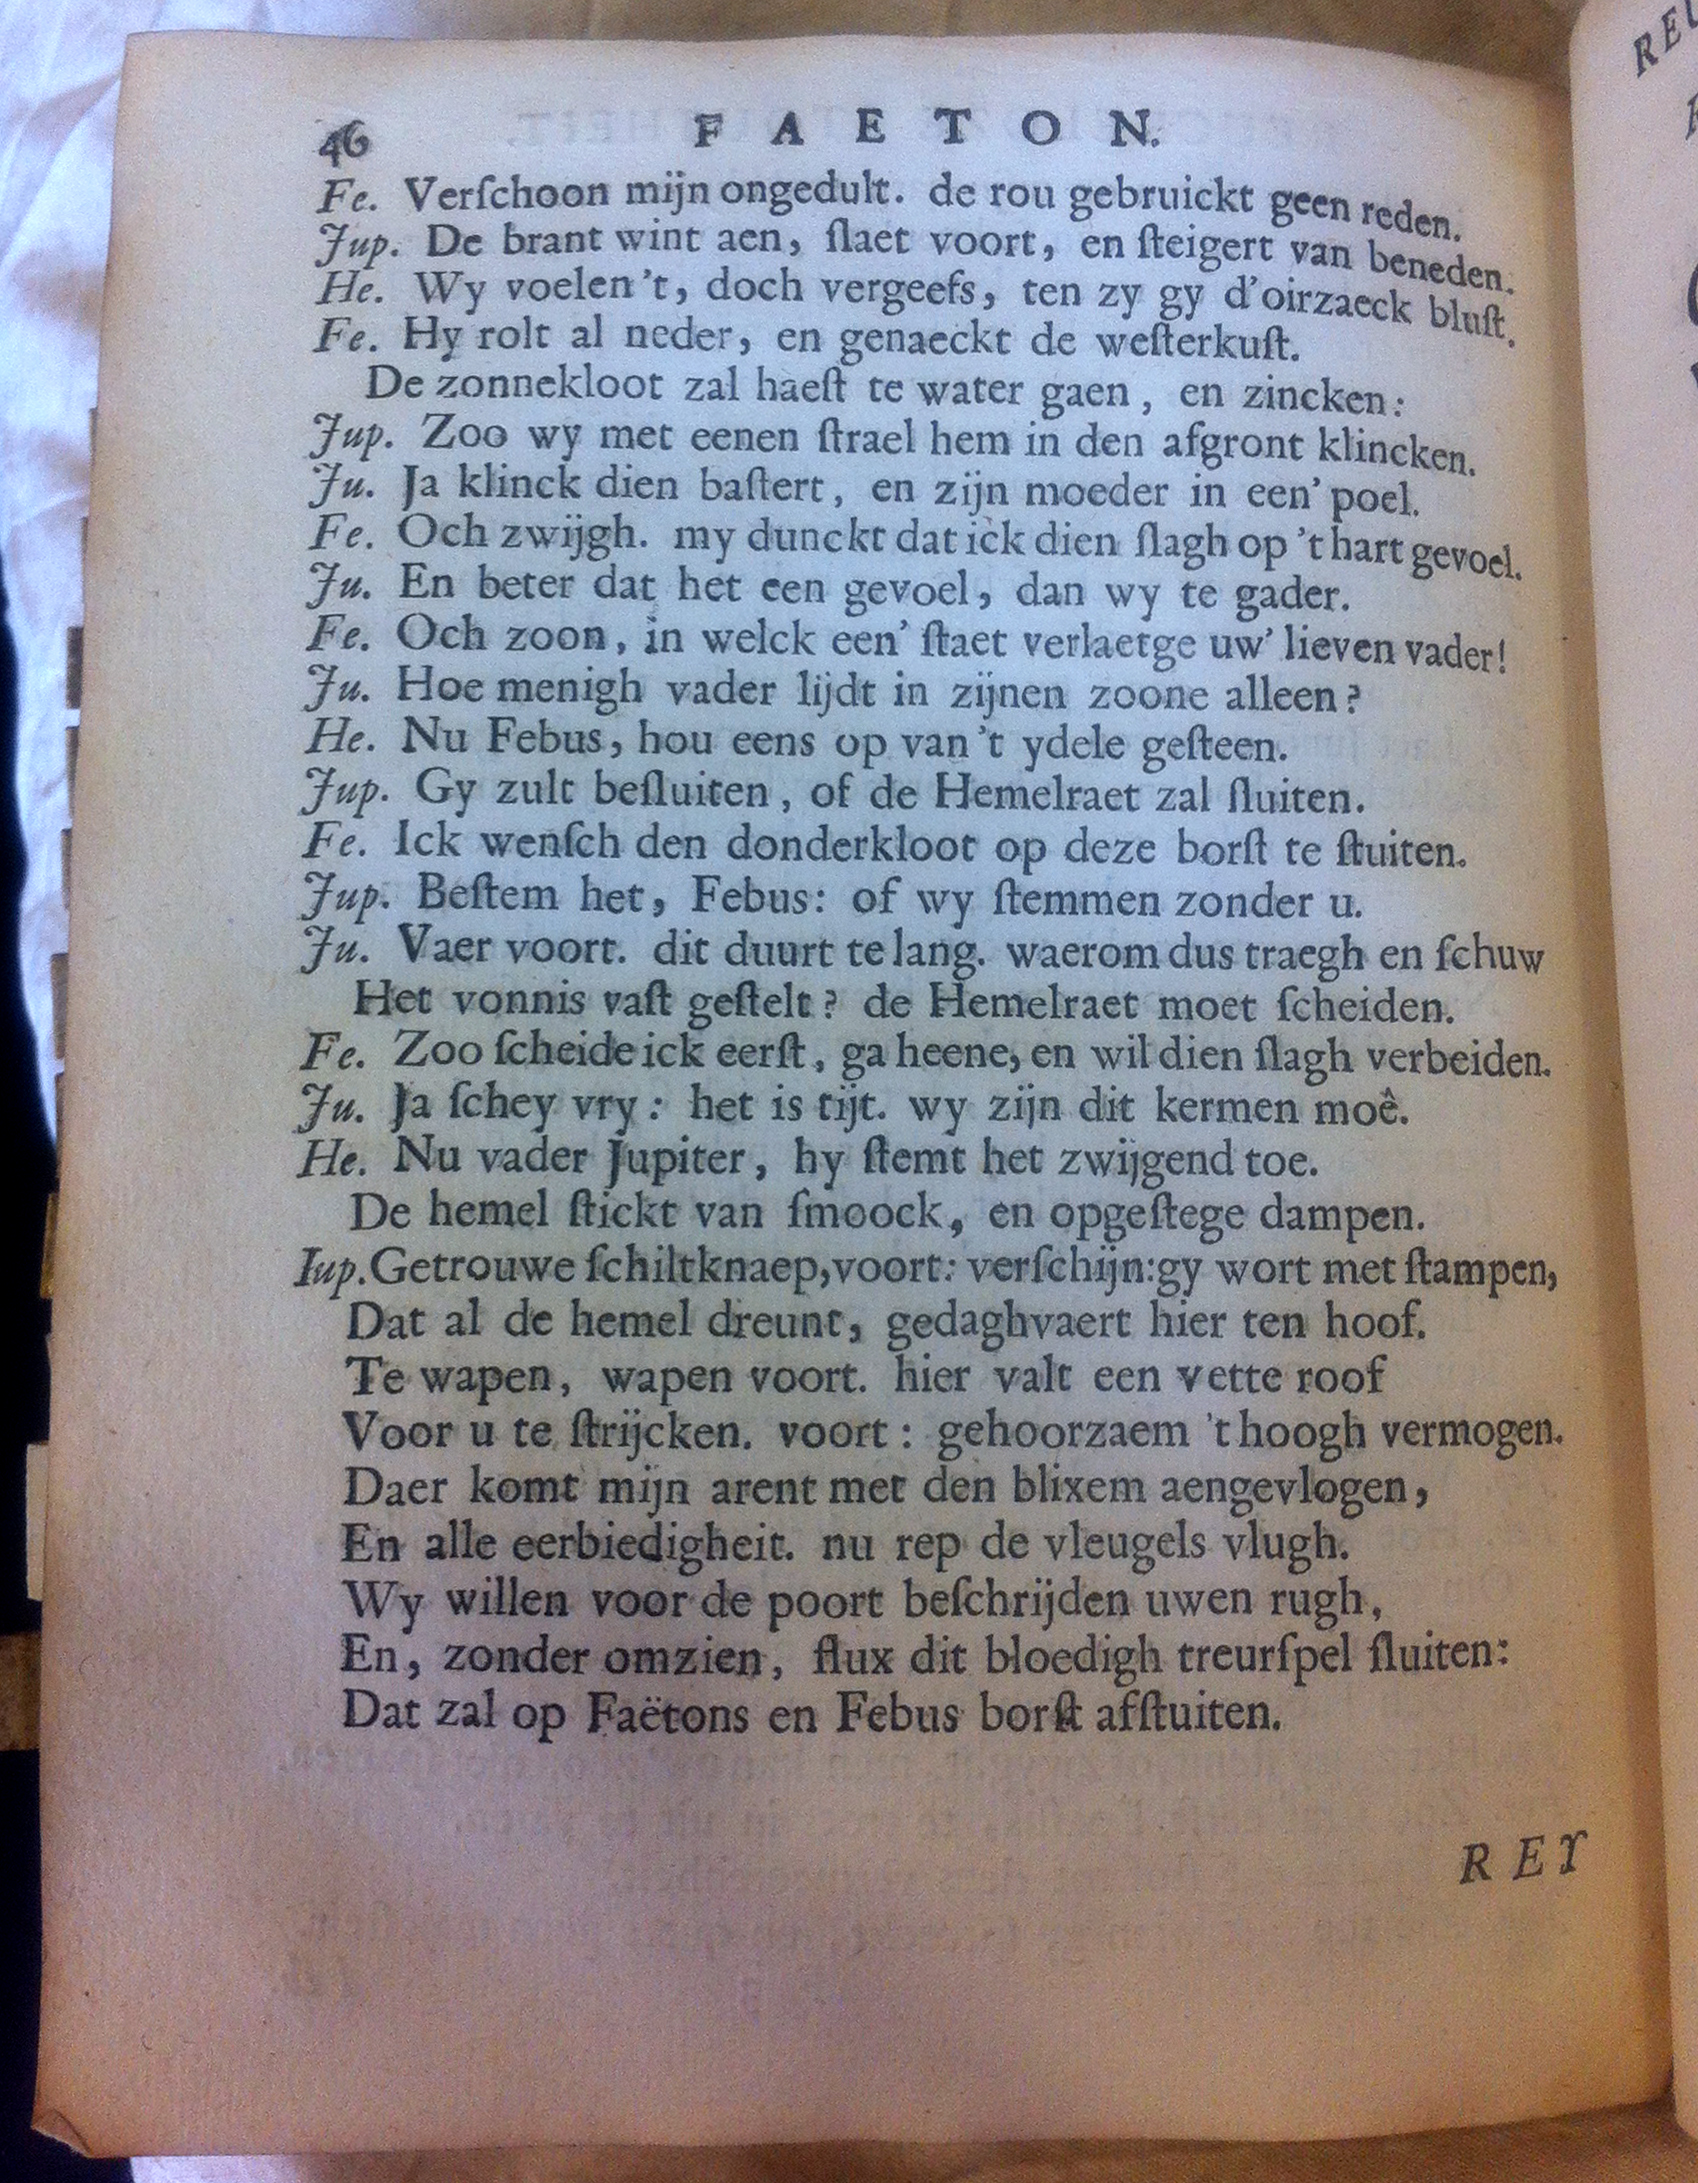 46 FAETON.
Fe. Verſchoon mijn ongedult. de rou gebruickt geen reden.
Jup. De brant wint aen, ſlaet voort, en ſteigert van beneden.
He. Wy voelen 't, doch vergeefs, ten zy gy d'oirzaeck bluſt.
Fe. Hy rolt al neder, en genaeckt de weſterkuſt.
De zonnekloot zal haeſt te water gaen, en zincken:
Jup. Zoo wy met eenen ſtrael hem in den afgront klincken.
Ju. Ja klinck dien baſtert, en zijn moeder in een' poel.
Fe. Och zwijgh. my dunckt dat ick dien ſlagh op 't hart gevoel.
Ju. En beter dat het een gevoel, dan wy te gader.
Fe. Och zoon, in welck een' ſtaet verlaetge uw' lieven vader!
Ju. Hoe menigh vader lijdt in zijnen zoone alleen?
He. Nu Febus, hou eens op van 't ydele geſteen.
Jup. Gy zult beſluiten, of de Hemelraet zal ſluiten.
Fe. Ick wenſch den donderkloot op deze borſt te ſtuiten.
Jup. Beſtem het, Febus: of wy ſtemmen zonder u.
Ju. Vaer voort. dit duurt te lang. waerom dus traegh en ſchuw
Het vonnis vaſt geſtelt? de Hemelraet moet ſcheiden.
Fe. Zoo ſcheide ick eerſt, ga heene, en wil dien ſlagh verbeiden.
Ju. Ja ſchey vry: het is tijt. wy zijn dit kermen moê.
He. Nu vader Jupiter, hy ſtemt het zwijgend toe.
De hemel ſtickt van ſmoock, en opgeſtege dampen.
Iup. Getrouwe ſchiltknaep, voort: verſchijn: gy wort met ſtampen,
Dat al de hemel dreunt, gedaghvaert hier ten hoof.
Te wapen, wapen voort. hier valt een vette roof
Voor u te ſtrijcken. voort: gehoorzaem 't hoogh vermogen.
Daer komt mijn arent met den blixem aengevlogen,
En alle eerbiedigheit. nu rep de vleugels vlugh.
Wy willen voor de poort beſchrijden uwen rugh,
En, zonder omzien, flux dit bloedigh treurſpel ſluiten:
Dat zal op Faëtons en Febus borſt afſtuiten.
REY